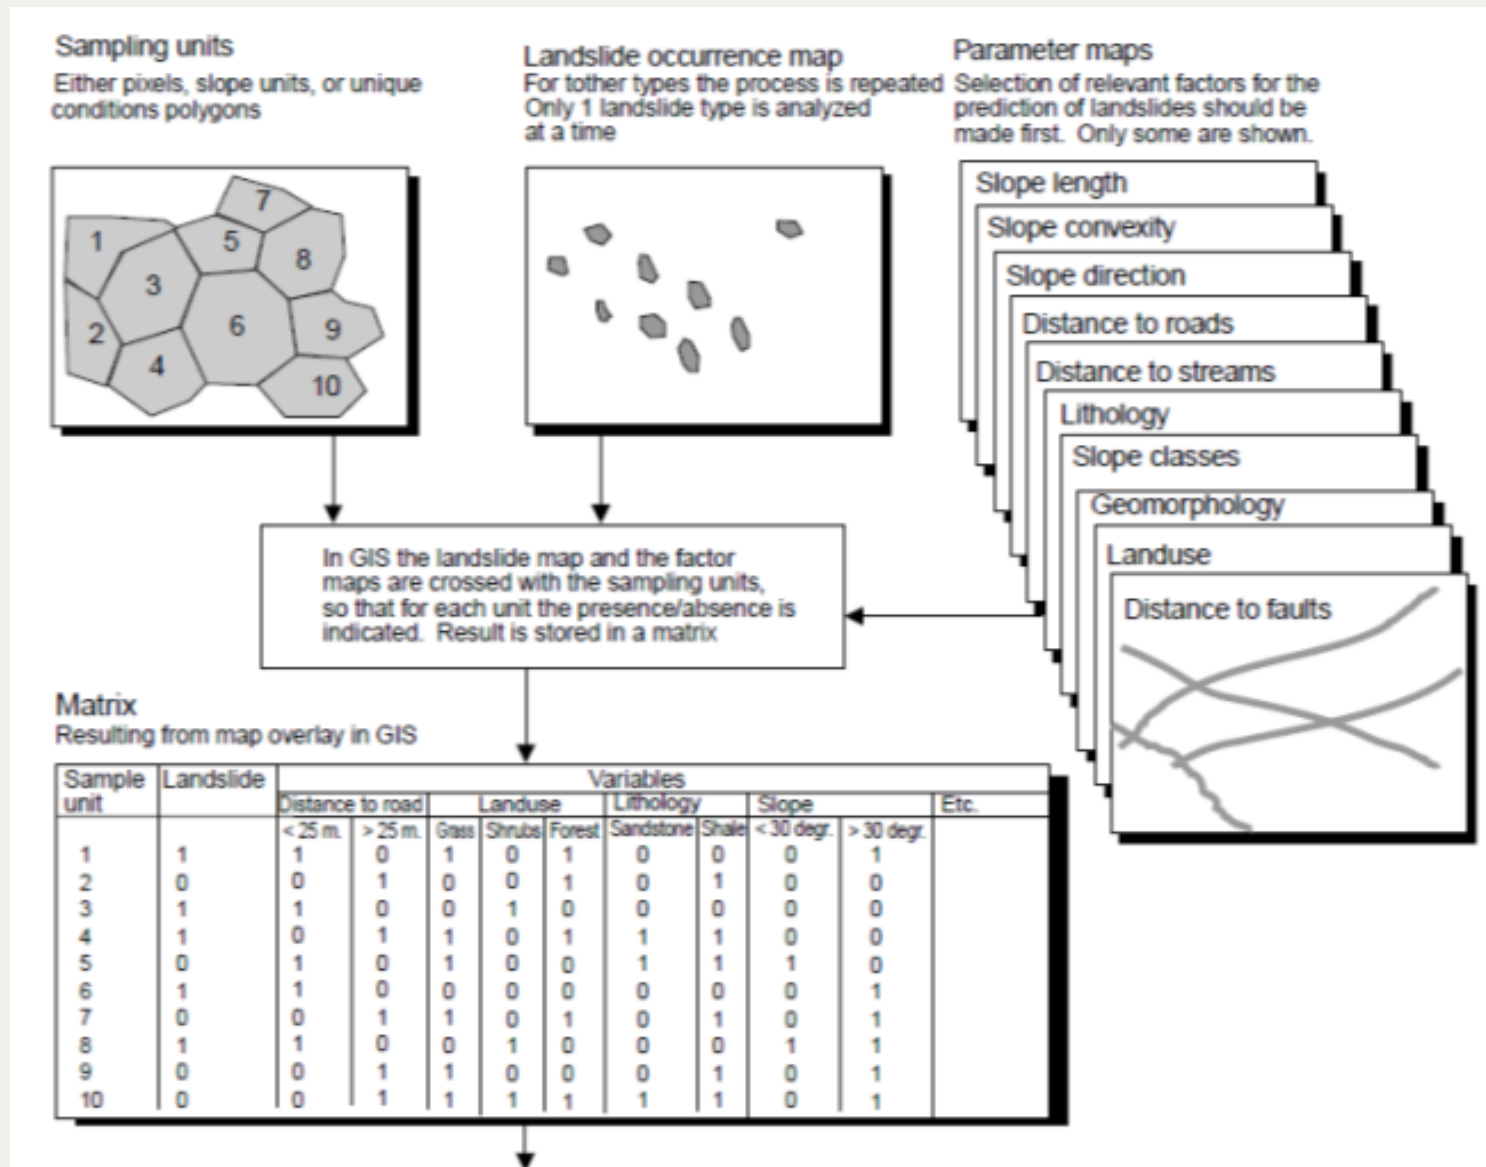 Sampling units
Either pixels, slope units, or unique
conditions polygons
Landslide occurrence map
For tother types the process is repeated
Only 1 landslide type is analyzed
at a time
Parameter maps
Selection of relevant factors for the
prediction of landslides should be
made first. Only some are shown.
1
2
3
4
5
6
7
8
9
10
Slope length
Slope convexity
Slope direction
Distance to roads
Distance to streams
Lithology
Slope classes
Geomorphology
Landuse
Distance to faults
In GIS the landslide map and the factor
maps are crossed with the sampling units,
so that for each unit the presence/absence is
indicated. Result is stored in a matrix
Matrix
Resulting from map overlay in GIS
Sample unit Landslide Variables
Distance to road Landuse Lithology Slope Etc.
< 25 m. > 25 m. Grass Shrubs Forest Sandstone Shale < 30 degr. > 30 degr.
1 1 1 0 1 0 1 0 0 0 1
2 0 0 1 0 0 1 0 1 0 0
3 1 1 0 0 1 0 0 0 0 0
4 1 0 1 1 0 1 1 1 0 0
5 0 1 0 1 0 0 1 1 1 0
6 1 1 0 0 0 0 0 0 0 1
7 0 0 1 1 0 1 0 1 0 1
8 1 1 0 0 1 0 0 0 1 1
9 0 0 1 1 0 0 0 1 0 1
10 0 0 1 1 1 1 1 1 0 1